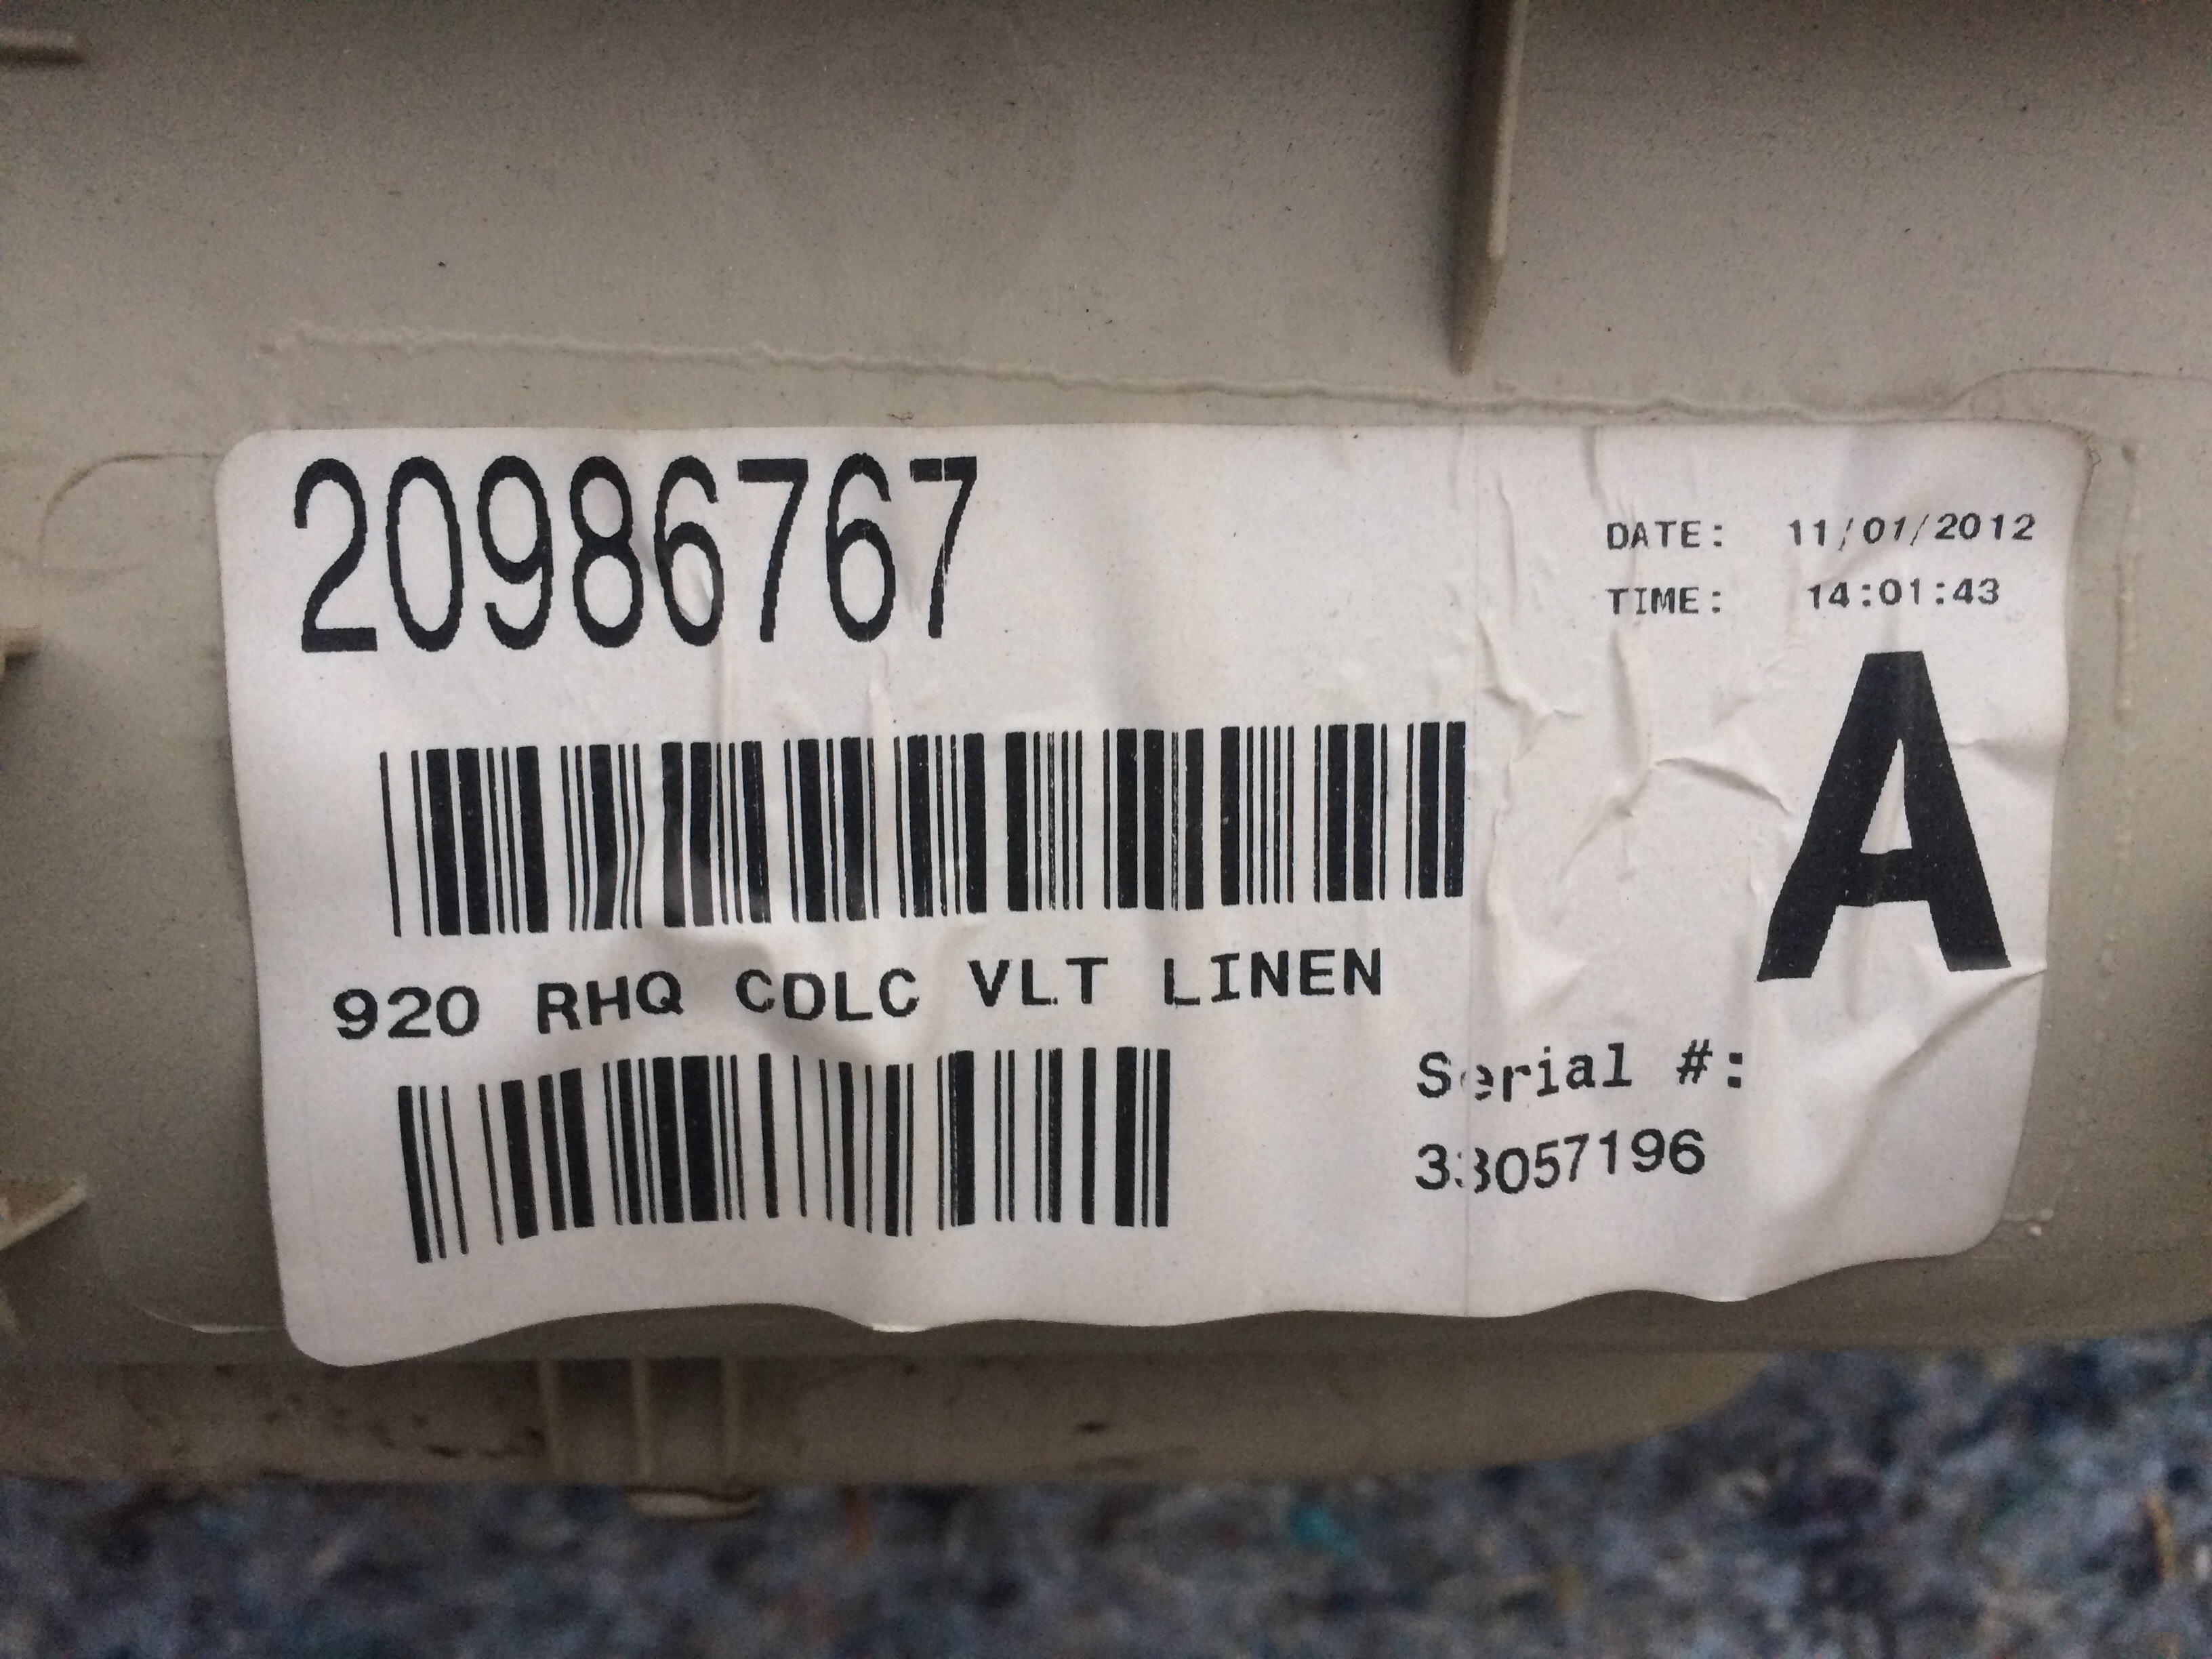 20986767
DATE: 11/01/2012
TIME: 14:01:43
A
920 RHQ CDLC VLT LINEN
Serial #:
33057196